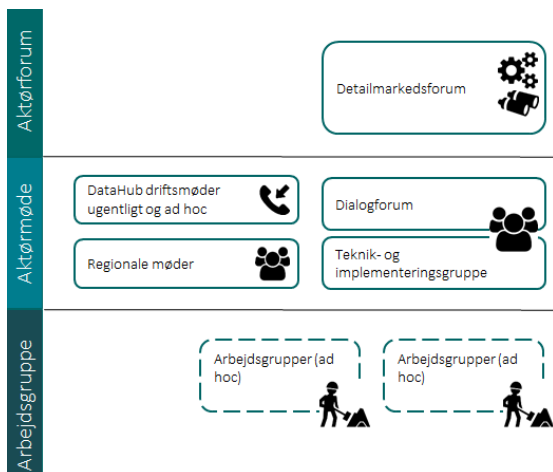 Aktørforum
Detailmarkedsforum
Aktørmøde
DataHub driftsmøder
ugentligt og ad hoc
Dialogforum
Regionale møder
Teknik- og
implementeringsgruppe
Arbejdsgruppe
Arbejdsgrupper (ad
hoc)
Arbejdsgrupper (ad
hoc)